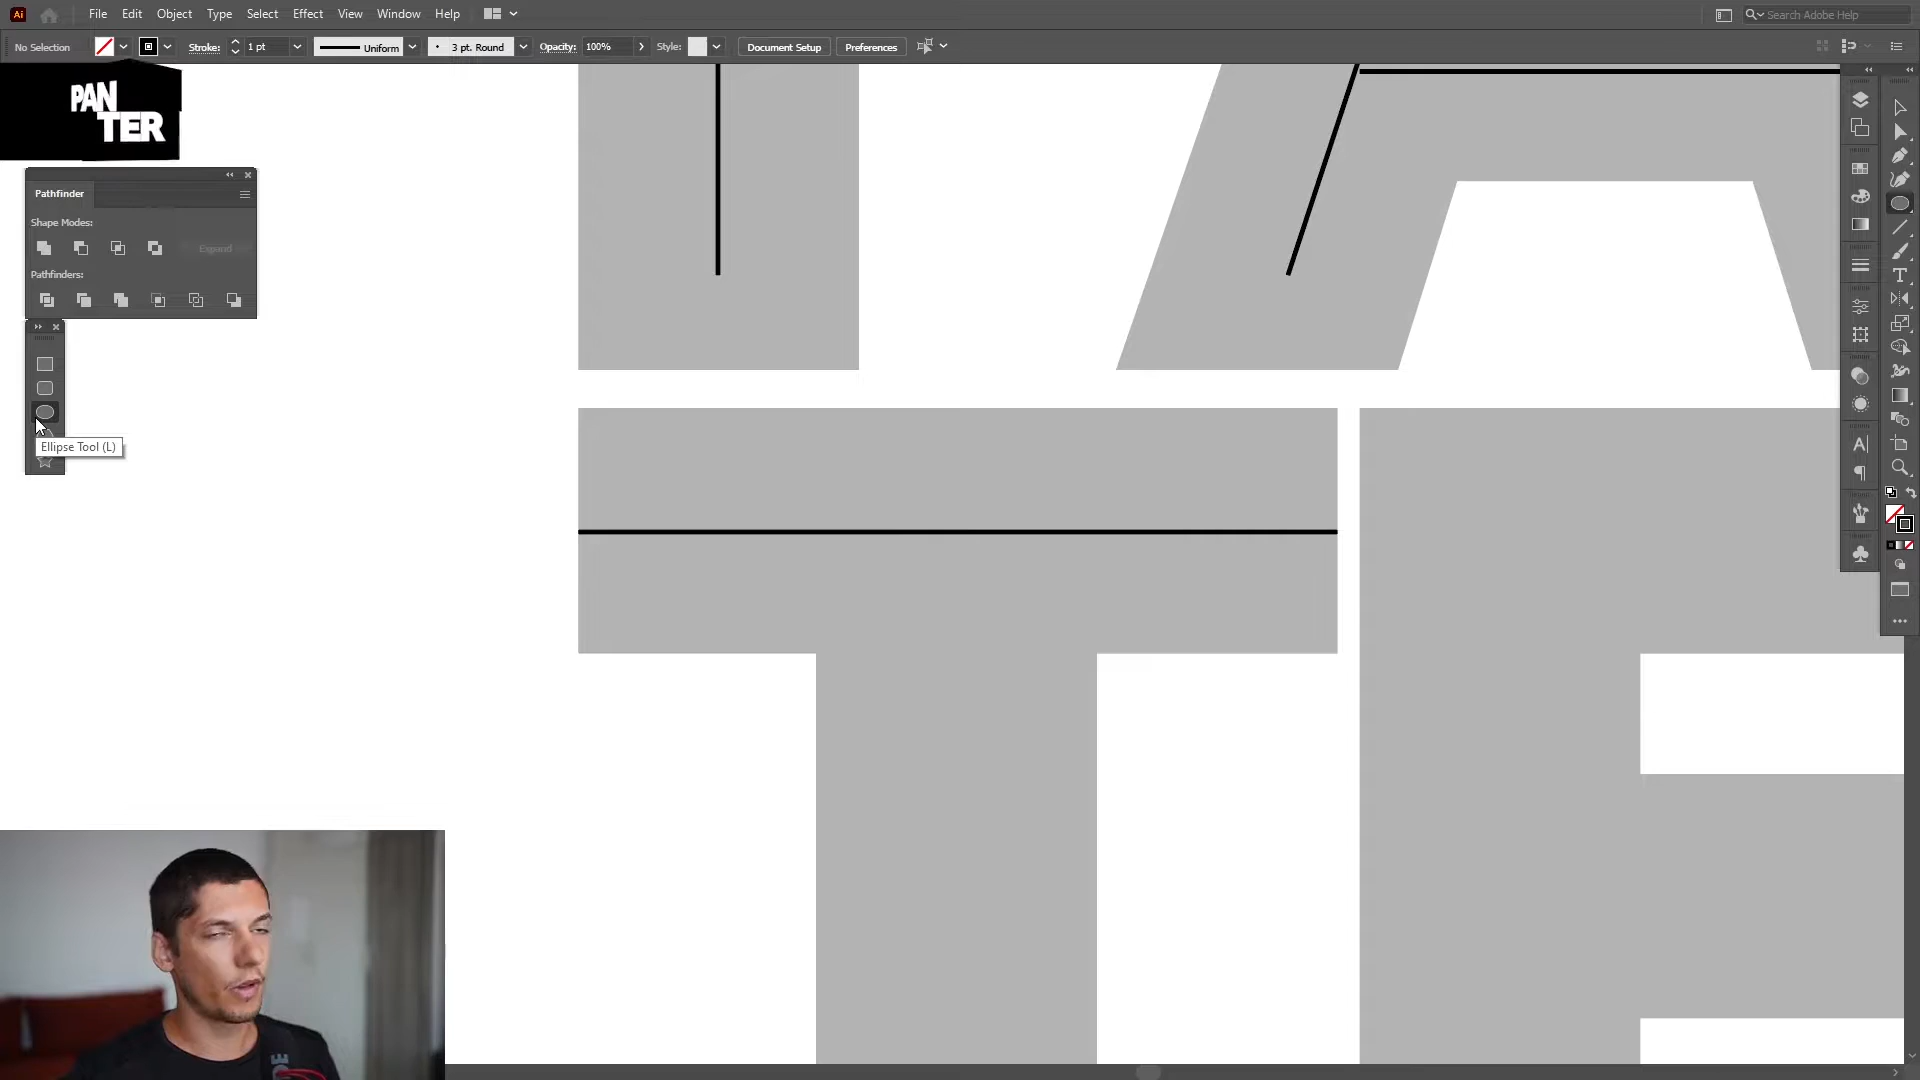 Ai File Edit Object Type Select Effect View Window Help Search Adobe Help
No Selection Stroke: 1 pt Uniform 3 pt. Round Opacity: 100% Style: Document Setup Preferences
PAN
TER
Pathfinder
Shape Modes:
Expand
Pathfinders:
Ellipse Tool (L)